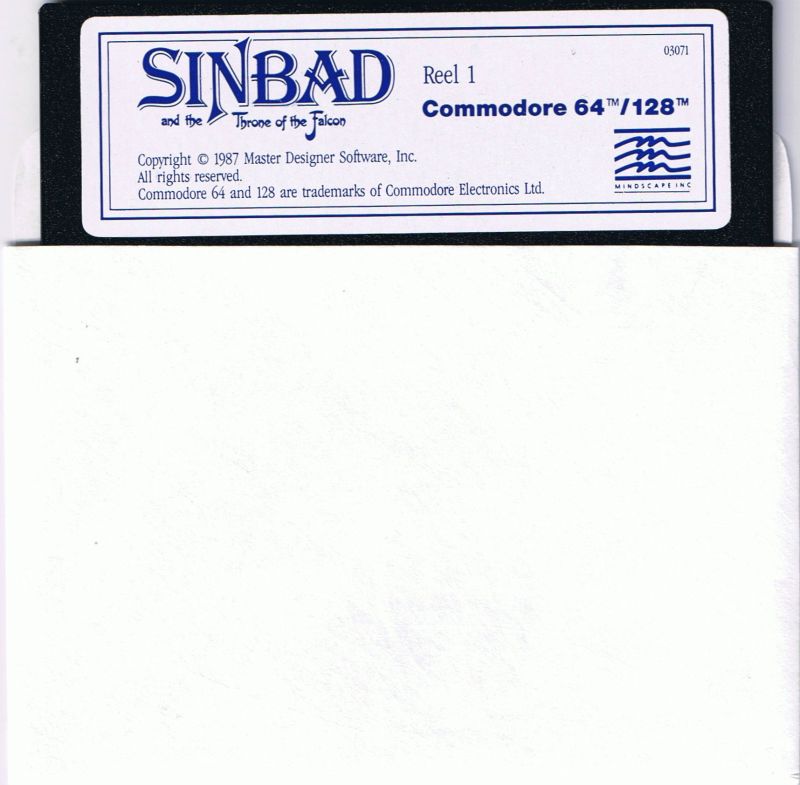 03071
SINBAD
and the Throne of the Falcon
Reel 1
Commodore 64™/128™
Copyright © 1987 Master Designer Software, Inc.
All rights reserved.
Commodore 64 and 128 are trademarks of Commodore Electronics Ltd.
MINDSCAPE INC